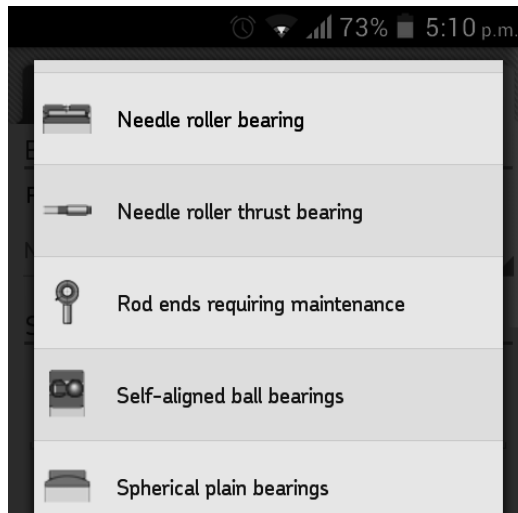 73% 5:10 p.m.
Needle roller bearing
Needle roller thrust bearing
Rod ends requiring maintenance
Self-aligned ball bearings
Spherical plain bearings